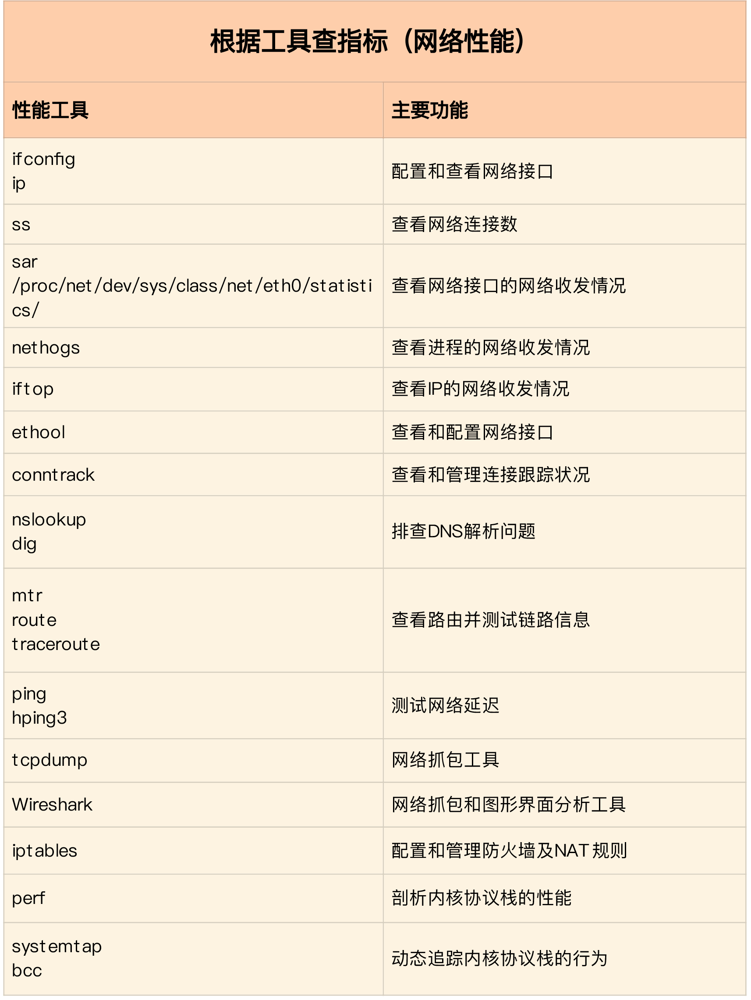 根据工具查指标（网络性能）
性能工具
主要功能
ifconfig
ip
配置和查看网络接口
ss
查看网络连接数
sar
/proc/net/dev/sys/class/net/eth0/statisti
cs/
查看网络接口的网络收发情况
nethogs
查看进程的网络收发情况
iftop
查看IP的网络收发情况
ethool
查看和配置网络接口
conntrack
查看和管理连接跟踪状况
nslookup
dig
排查DNS解析问题
mtr
route
traceroute
查看路由并测试链路信息
ping
hping3
测试网络延迟
tcpdump
网络抓包工具
Wireshark
网络抓包和图形界面分析工具
iptables
配置和管理防火墙及NAT规则
perf
剖析内核协议栈的性能
systemtap
bcc
动态追踪内核协议栈的行为